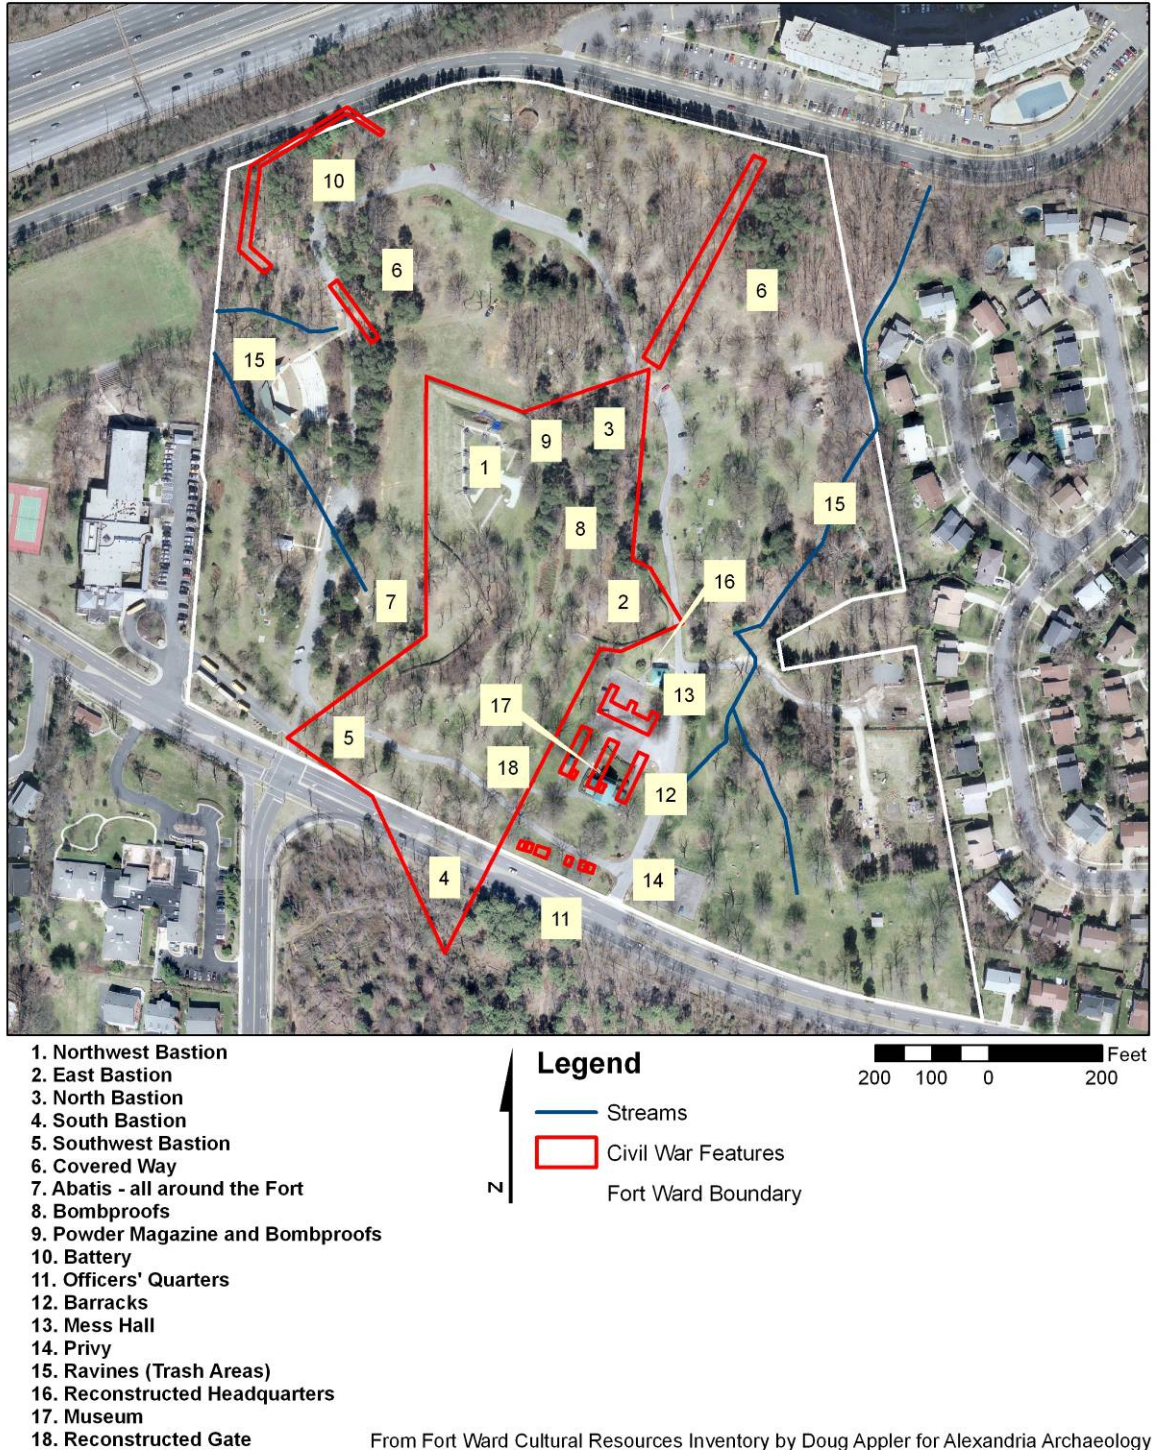 10
6
6
15
3
9
1
15
8
16
7
2
13
17
5
18
12
4
14
11
1. Northwest Bastion
2. East Bastion
3. North Bastion
4. South Bastion
5. Southwest Bastion
6. Covered Way
7. Abatis - all around the Fort
8. Bombproofs
9. Powder Magazine and Bombproofs
10. Battery
11. Officers' Quarters
12. Barracks
13. Mess Hall
14. Privy
15. Ravines (Trash Areas)
16. Reconstructed Headquarters
17. Museum
18. Reconstructed Gate
N
Legend
Streams
Civil War Features
Fort Ward Boundary
Feet
200 100 0 200
From Fort Ward Cultural Resources Inventory by Doug Appler for Alexandria Archaeology